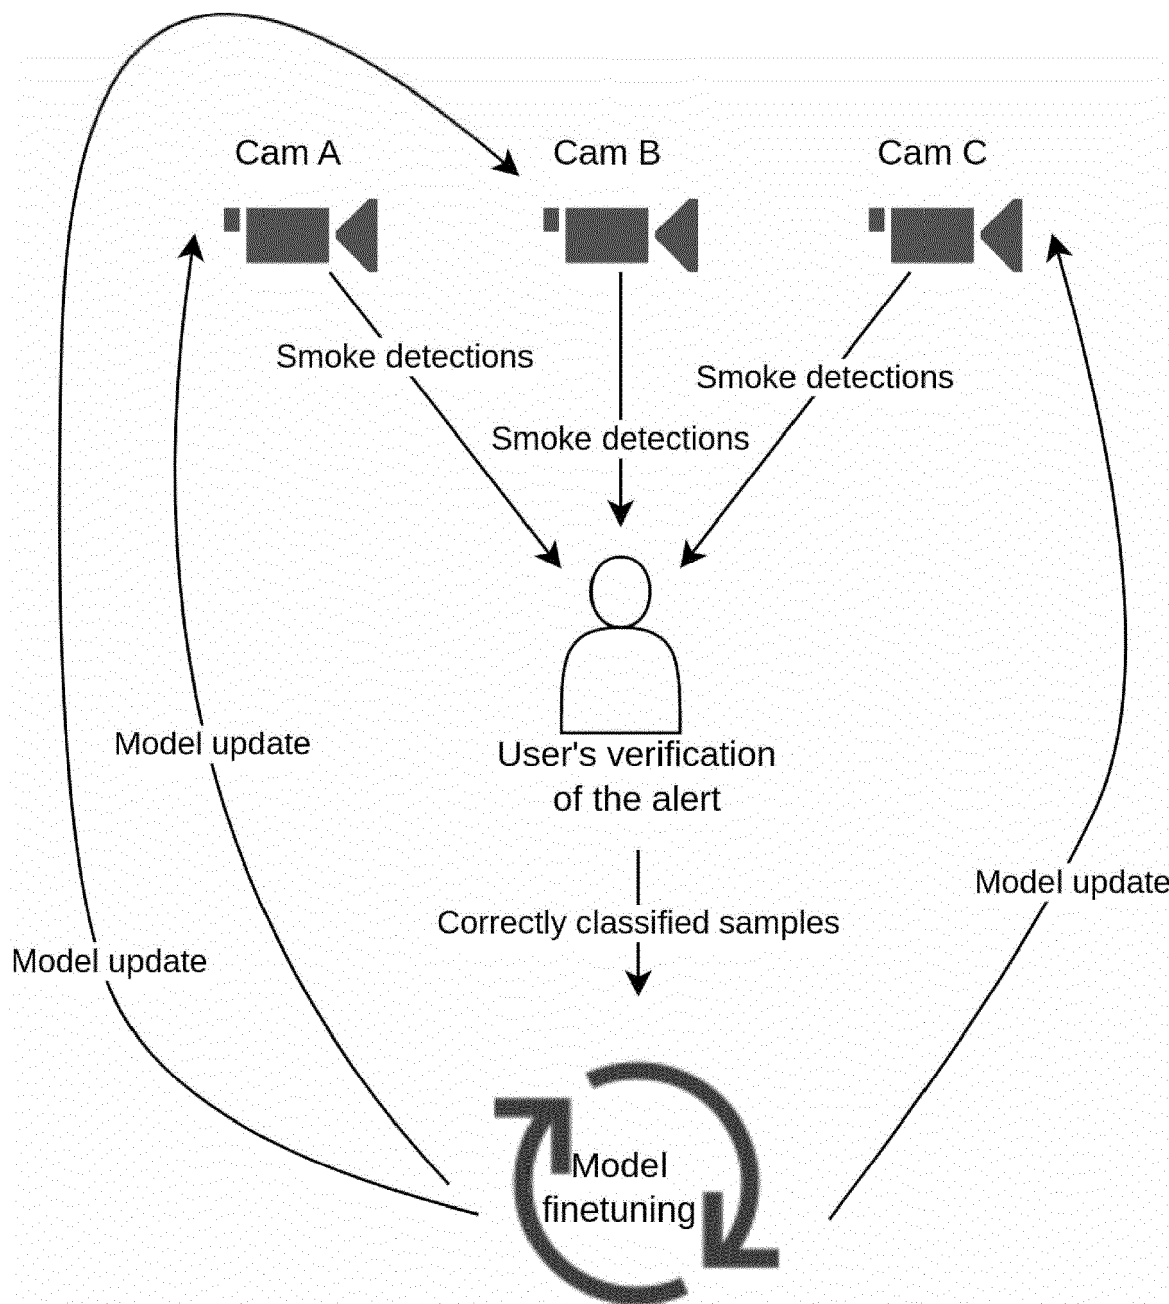 Cam A
Cam B
Cam C
Smoke detections
Smoke detections
Smoke detections
User's verification
of the alert
Model update
Model update
Correctly classified samples
Model update
Model
finetuning